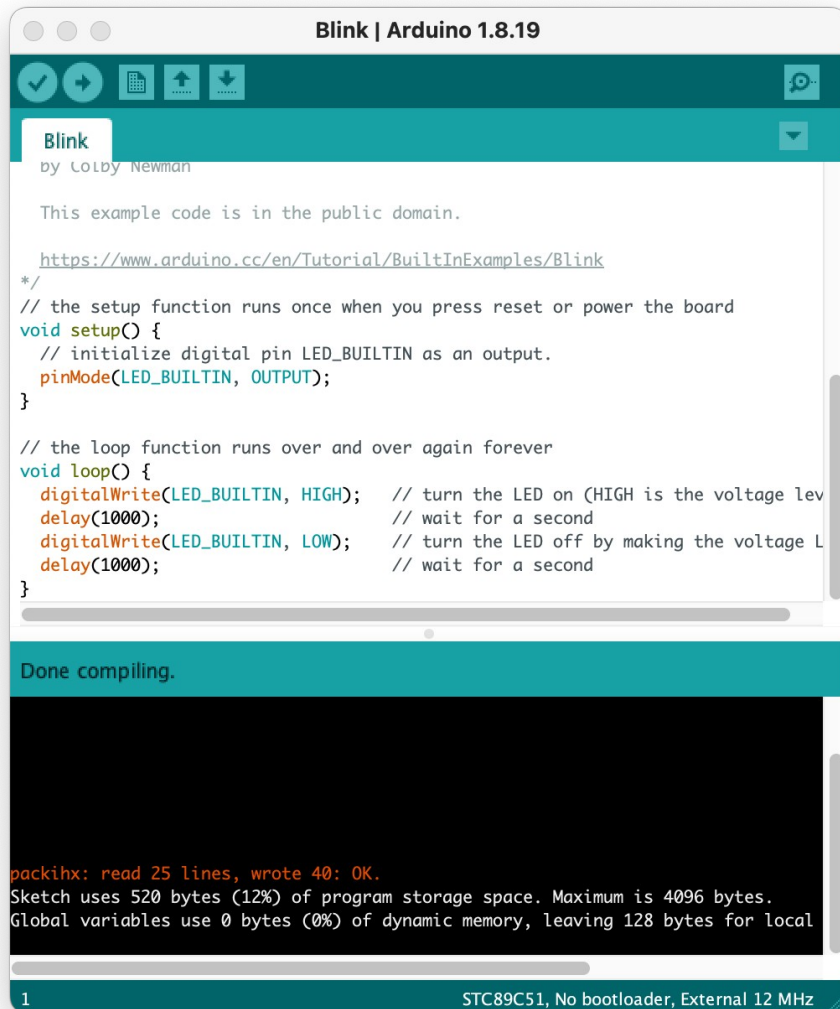 Blink | Arduino 1.8.19
Blink
by Colby Newman
This example code is in the public domain.
https://www.arduino.cc/en/Tutorial/BuiltInExamples/Blink
*/
// the setup function runs once when you press reset or power the board
void setup() {
// initialize digital pin LED_BUILTIN as an output.
pinMode(LED_BUILTIN, OUTPUT);
}
// the loop function runs over and over again forever
void loop() {
digitalWrite(LED_BUILTIN, HIGH); // turn the LED on (HIGH is the voltage lev
delay(1000); // wait for a second
digitalWrite(LED_BUILTIN, LOW); // turn the LED off by making the voltage L
delay(1000); // wait for a second
}
Done compiling.
packihx: read 25 lines, wrote 40: OK.
Sketch uses 520 bytes (12%) of program storage space. Maximum is 4096 bytes.
Global variables use 0 bytes (0%) of dynamic memory, leaving 128 bytes for local
1 STC89C51, No bootloader, External 12 MHz